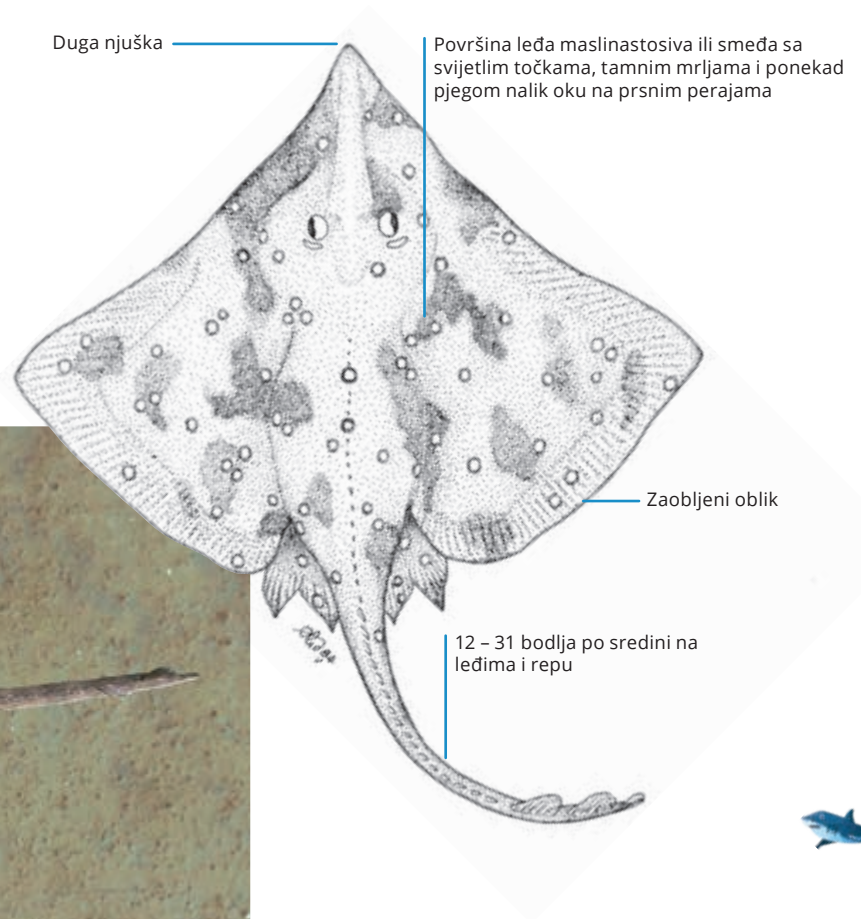 Duga njuška
Površina leđa maslinastosiva ili smeđa sa
svijetlim točkama, tamnim mrljama i ponekad
pjegom nalik oku na prsnim perajama
Zaobljeni oblik
12 – 31 bodlja po sredini na
leđima i repu